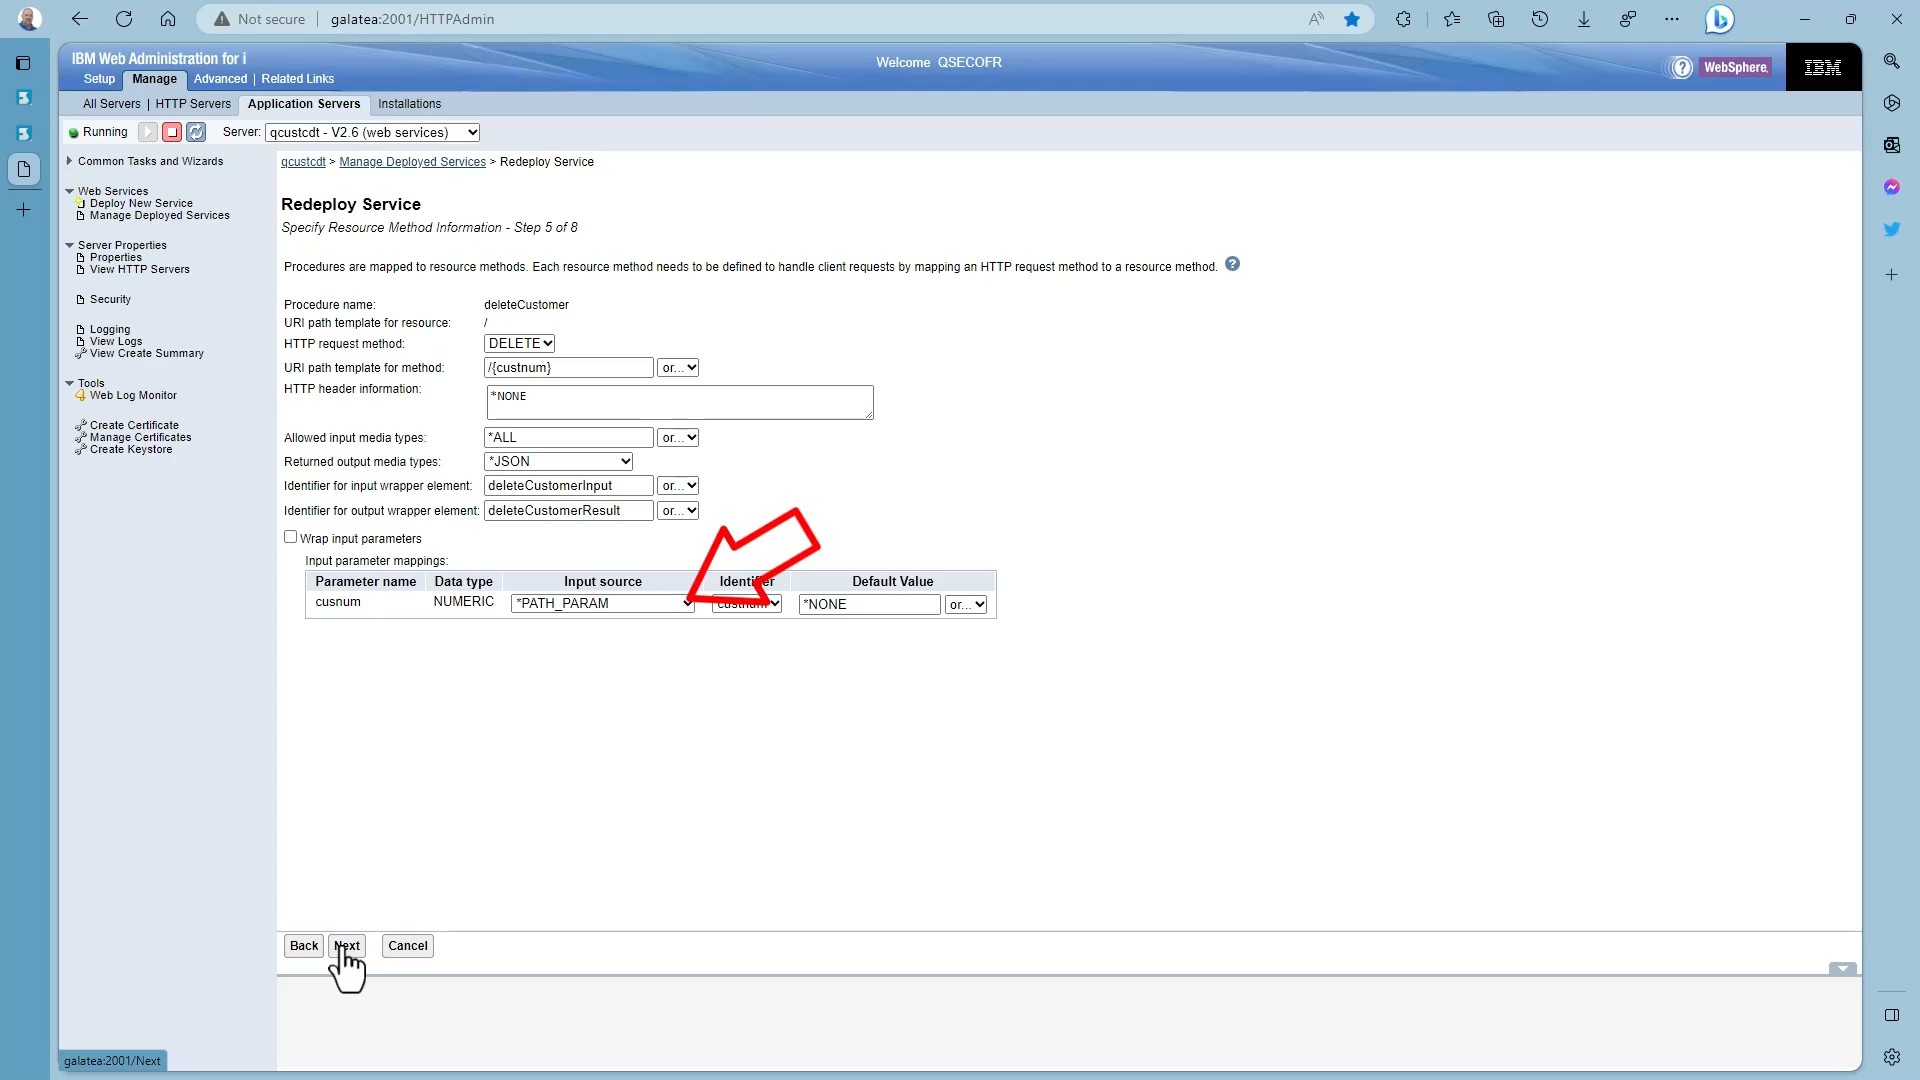 Not secure
galatea:2001/HTTPAdmin
IBM Web Administration for i
Welcome QSECOFR
WebSphere.
IBM
Setup Manage Advanced | Related Links
All Servers | HTTP Servers Application Servers Installations
Running Server: qcustcdt - V2.6 (web services)
Common Tasks and Wizards
Web Services
Deploy New Service
Manage Deployed Services
Server Properties
Properties
View HTTP Servers
Security
Logging
View Logs
View Create Summary
Tools
Web Log Monitor
Create Certificate
Manage Certificates
Create Keystore
qcustcdt > Manage Deployed Services > Redeploy Service
Redeploy Service
Specify Resource Method Information - Step 5 of 8
Procedures are mapped to resource methods. Each resource method needs to be defined to handle client requests by mapping an HTTP request method to a resource method. ?
Procedure name: deleteCustomer
URI path template for resource: /
HTTP request method: DELETE
URI path template for method: /{custnum} or...
HTTP header information: *NONE
Allowed input media types: *ALL or...
Returned output media types: *JSON
Identifier for input wrapper element: deleteCustomerInput or...
Identifier for output wrapper element: deleteCustomerResult or...
Wrap input parameters
Input parameter mappings:
Parameter name Data type Input source Identifier Default Value
cusnum NUMERIC *PATH_PARAM custnum *NONE or...
Back Next Cancel
galatea:2001/Next